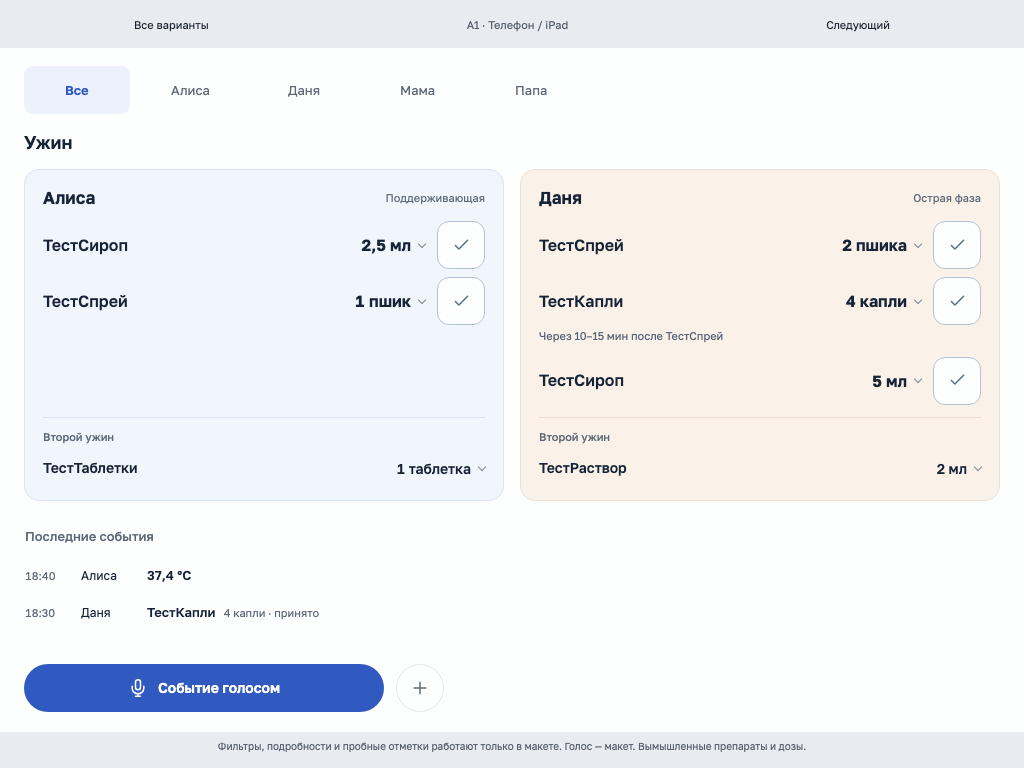 Все варианты
A1 · Телефон / iPad
Следующий
Все
Алиса
Даня
Мама
Папа
Ужин
Алиса
Поддерживающая
ТестСироп
2,5 мл
ТестСпрей
1 пшик
Второй ужин
ТестТаблетки
1 таблетка
Даня
Острая фаза
ТестСпрей
2 пшика
ТестКапли
4 капли
Через 10–15 мин после ТестСпрей
ТестСироп
5 мл
Второй ужин
ТестРаствор
2 мл
Последние события
18:40 Алиса 37,4 °C
18:30 Даня ТестКапли 4 капли · принято
Событие голосом
Фильтры, подробности и пробные отметки работают только в макете. Голос — макет. Вымышленные препараты и дозы.